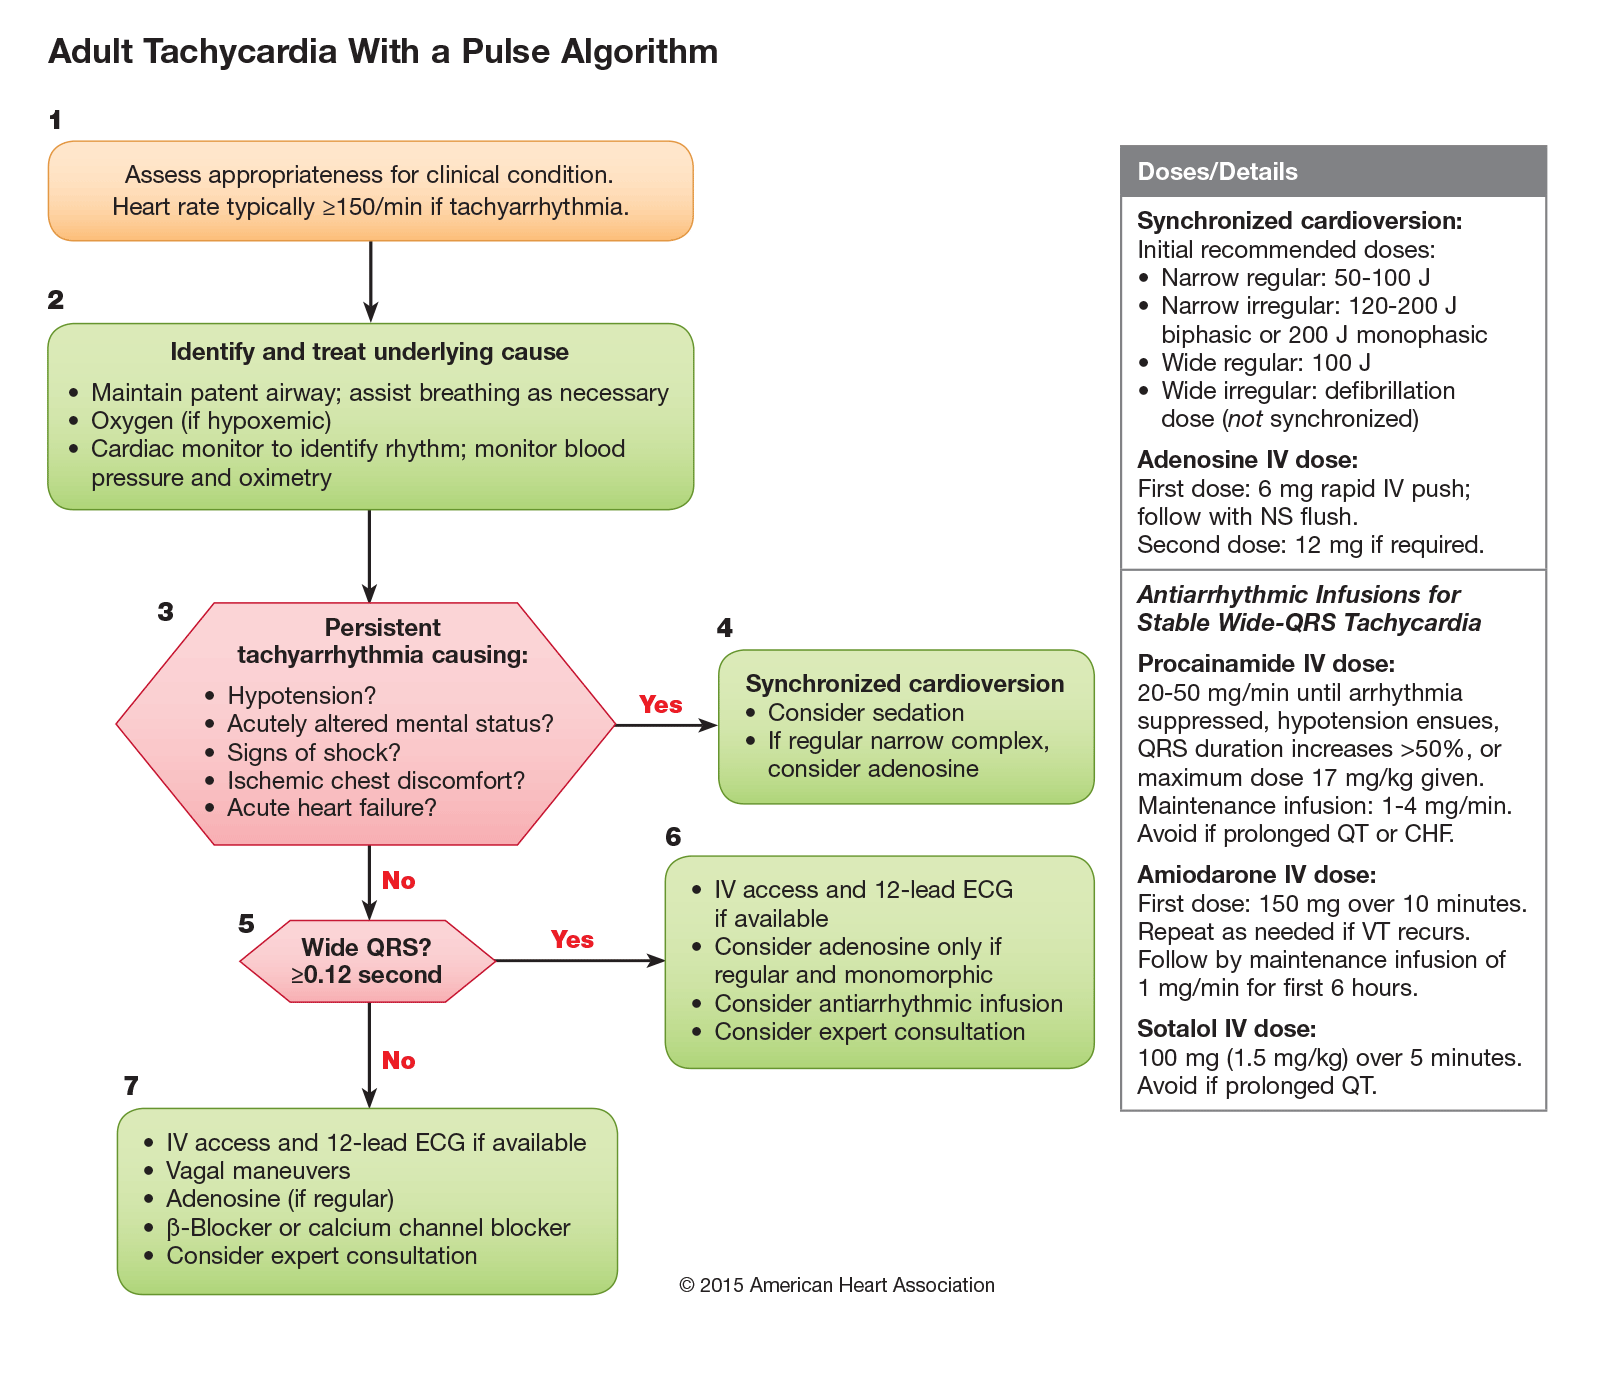 Adult Tachycardia With a Pulse Algorithm
1
Assess appropriateness for clinical condition.
Heart rate typically ≥150/min if tachyarrhythmia.
2
Identify and treat underlying cause
• Maintain patent airway; assist breathing as necessary
• Oxygen (if hypoxemic)
• Cardiac monitor to identify rhythm; monitor blood
pressure and oximetry
3
Persistent
tachyarrhythmia causing:
• Hypotension?
• Acutely altered mental status?
• Signs of shock?
• Ischemic chest discomfort?
• Acute heart failure?
Yes
4
Synchronized cardioversion
• Consider sedation
• If regular narrow complex,
consider adenosine
No
5
Wide QRS?
≥0.12 second
Yes
6
• IV access and 12-lead ECG
if available
• Consider adenosine only if
regular and monomorphic
• Consider antiarrhythmic infusion
• Consider expert consultation
No
7
• IV access and 12-lead ECG if available
• Vagal maneuvers
• Adenosine (if regular)
• β-Blocker or calcium channel blocker
• Consider expert consultation
Doses/Details
Synchronized cardioversion:
Initial recommended doses:
• Narrow regular: 50-100 J
• Narrow irregular: 120-200 J
biphasic or 200 J monophasic
• Wide regular: 100 J
• Wide irregular: defibrillation
dose (not synchronized)
Adenosine IV dose:
First dose: 6 mg rapid IV push;
follow with NS flush.
Second dose: 12 mg if required.
Antiarrhythmic Infusions for
Stable Wide-QRS Tachycardia
Procainamide IV dose:
20-50 mg/min until arrhythmia
suppressed, hypotension ensues,
QRS duration increases >50%, or
maximum dose 17 mg/kg given.
Maintenance infusion: 1-4 mg/min.
Avoid if prolonged QT or CHF.
Amiodarone IV dose:
First dose: 150 mg over 10 minutes.
Repeat as needed if VT recurs.
Follow by maintenance infusion of
1 mg/min for first 6 hours.
Sotalol IV dose:
100 mg (1.5 mg/kg) over 5 minutes.
Avoid if prolonged QT.
© 2015 American Heart Association